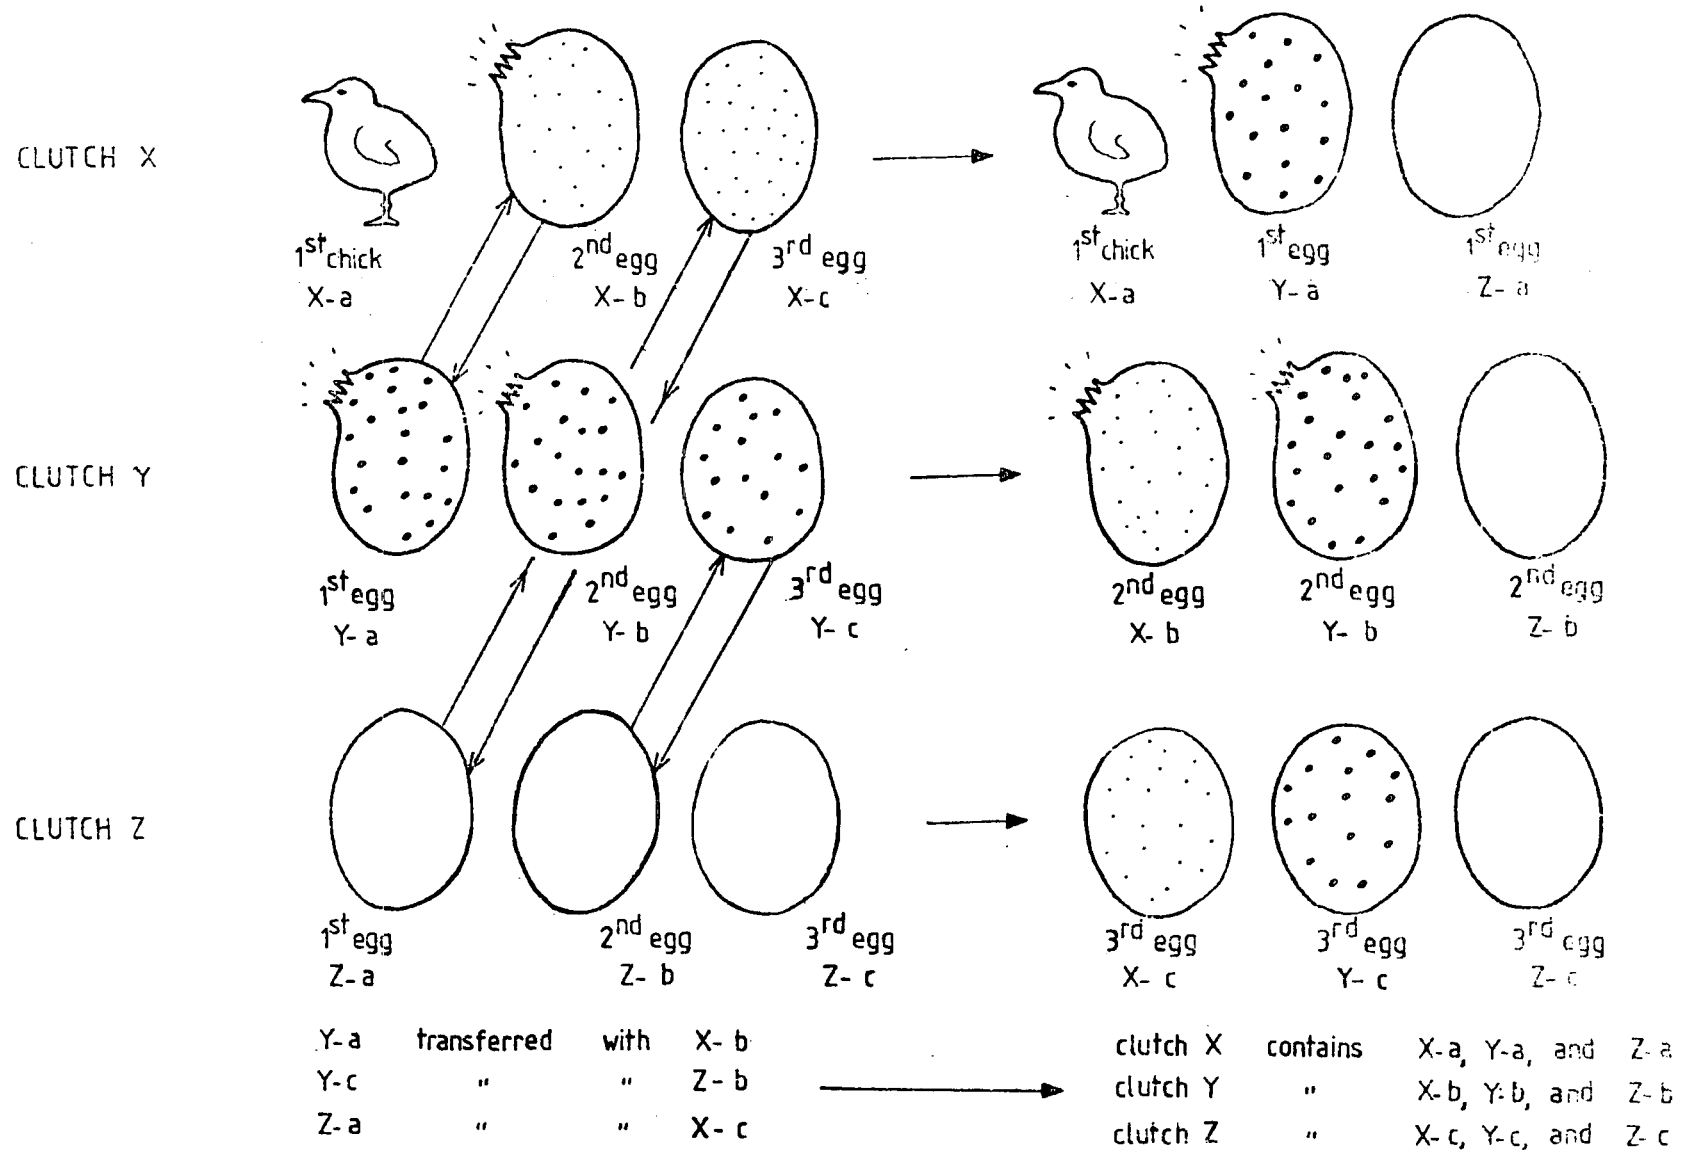 CLUTCH X
1st chick 2nd egg 3rd egg 1st chick 1st egg 1st egg
X-a X-b X-c X-a Y-a Z-a
CLUTCH Y
1st egg 2nd egg 3rd egg 2nd egg 2nd egg 2nd egg
Y-a Y-b Y-c X-b Y-b Z-b
CLUTCH Z
1st egg 2nd egg 3rd egg 3rd egg 3rd egg 3rd egg
Z-a Z-b Z-c X-c Y-c Z-c
Y-a transferred with X-b clutch X contains X-a, Y-a, and Z-a
Y-c " " Z-b clutch Y " X-b, Y-b, and Z-b
Z-a " " X-c clutch Z " X-c, Y-c, and Z-c